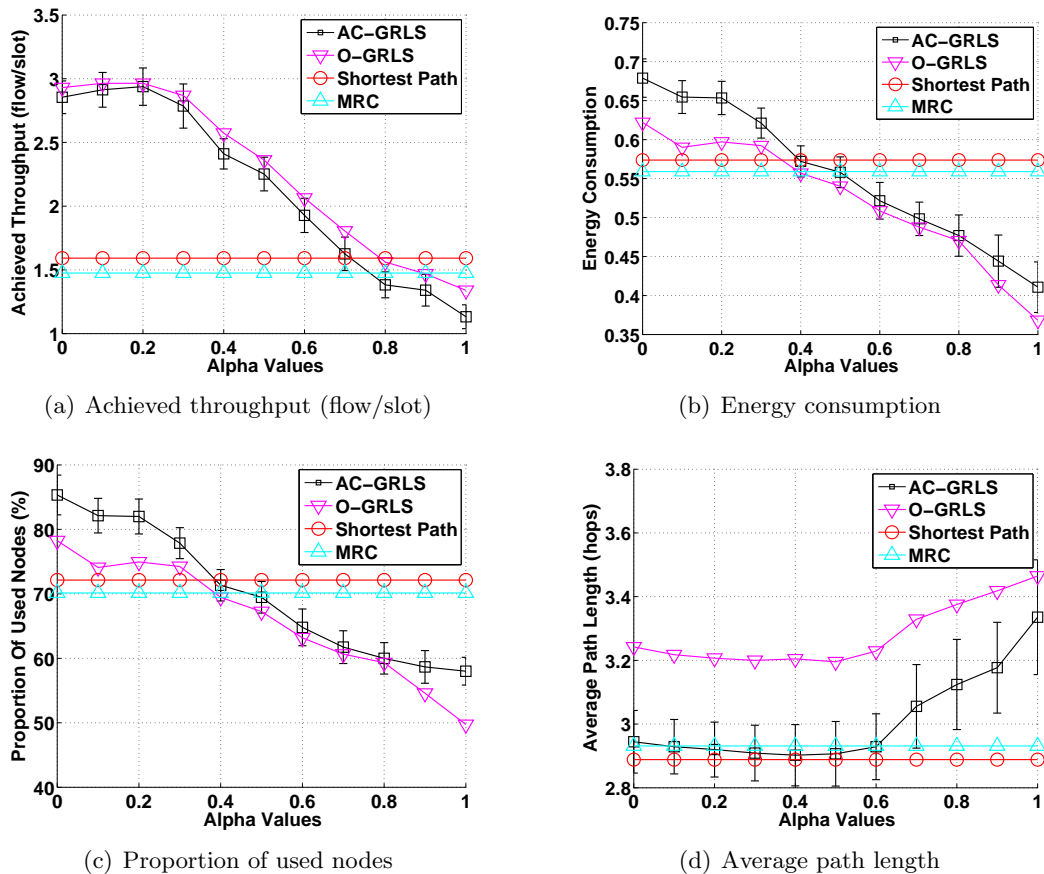 3.5
3
2.5
2
1.5
1
0
0.2
0.4
0.6
0.8
1
Achieved Throughput (flow/slot)
Alpha Values
AC−GRLS
O−GRLS
Shortest Path
MRC
(a) Achieved throughput (flow/slot)
0.75
0.7
0.65
0.6
0.55
0.5
0.45
0.4
0.35
0
0.2
0.4
0.6
0.8
1
Energy Consumption
Alpha Values
AC−GRLS
O−GRLS
Shortest Path
MRC
(b) Energy consumption
90
80
70
60
50
40
0
0.2
0.4
0.6
0.8
1
Proportion Of Used Nodes (%)
Alpha Values
AC−GRLS
O−GRLS
Shortest Path
MRC
(c) Proportion of used nodes
3.8
3.6
3.4
3.2
3
2.8
0
0.2
0.4
0.6
0.8
1
Average Path Length (hops)
Alpha Values
AC−GRLS
O−GRLS
Shortest Path
MRC
(d) Average path length